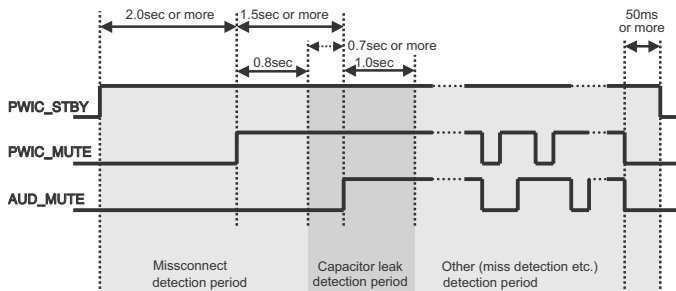 2.0sec or more
1.5sec or more
50ms
or more
0.7sec or more
0.8sec
1.0sec
PWIC_STBY
PWIC_MUTE
AUD_MUTE
Missconnect
detection period
Capacitor leak
detection period
Other (miss detection etc.)
detection period